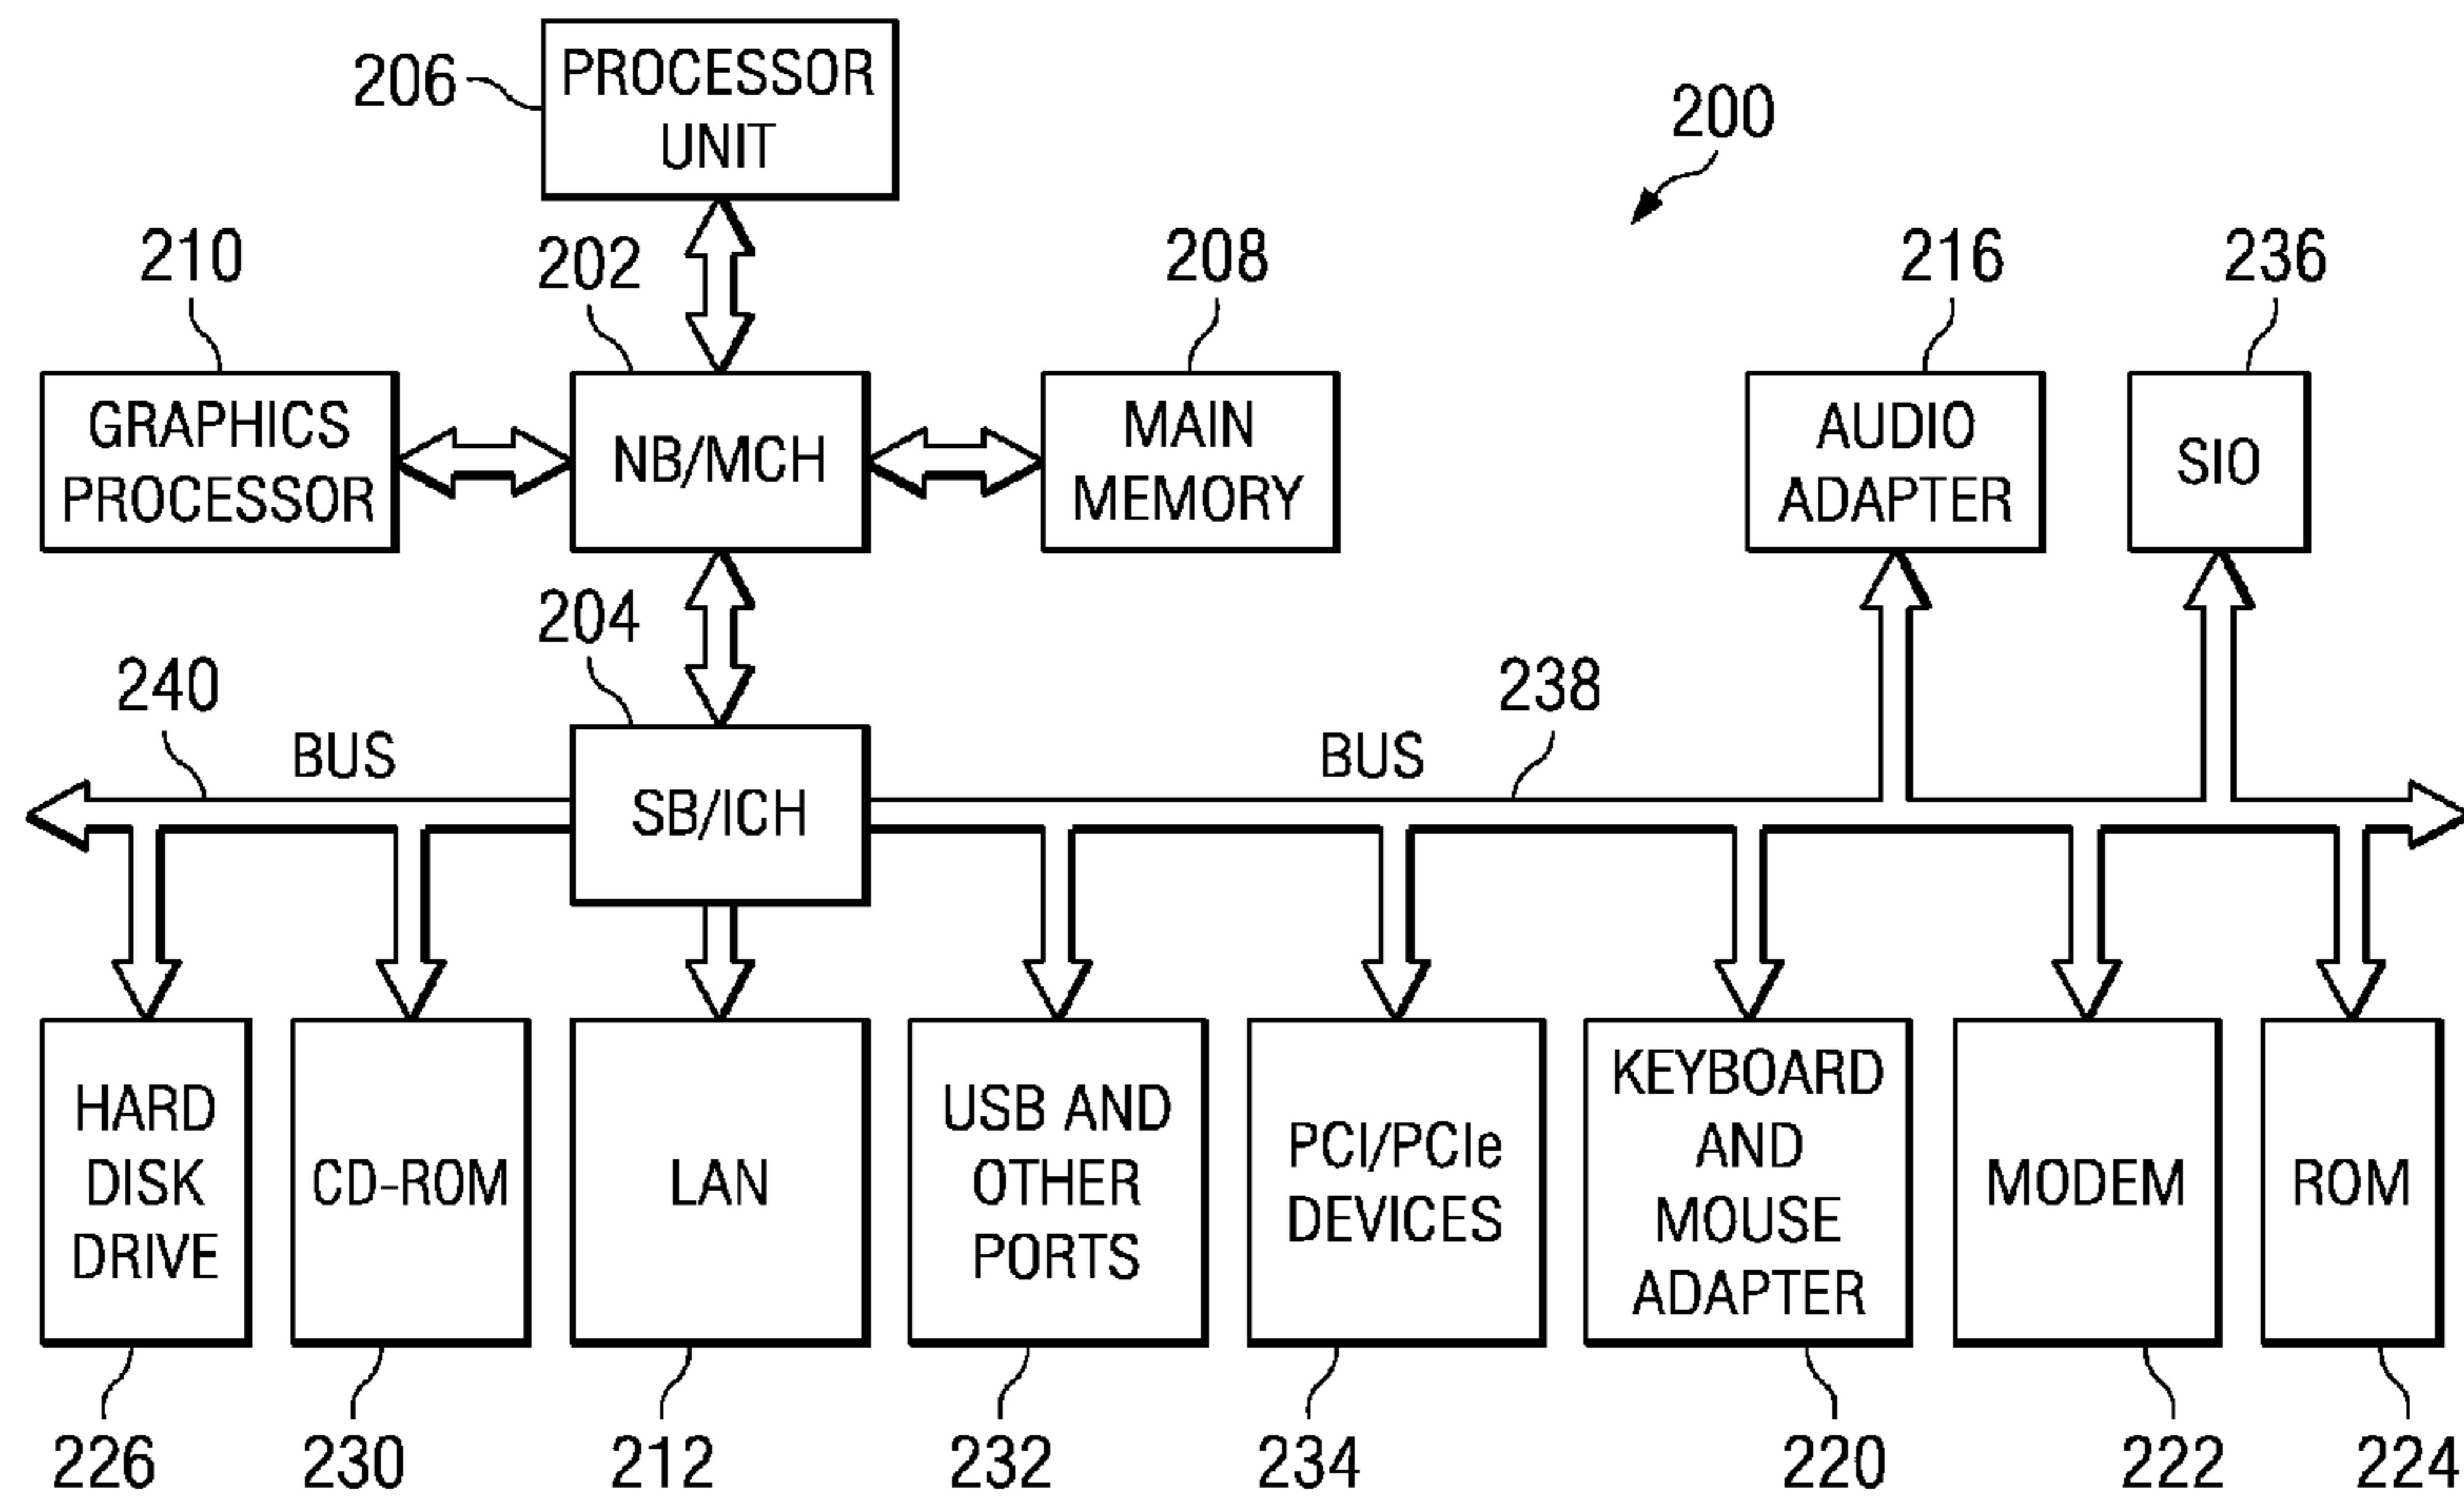 206
PROCESSOR
UNIT
200
210
202
208
216
236
GRAPHICS
PROCESSOR
NB/MCH
MAIN
MEMORY
AUDIO
ADAPTER
SIO
204
240
BUS
238
BUS
SB/ICH
HARD
DISK
DRIVE
CD-ROM
LAN
USB AND
OTHER
PORTS
PCI/PCIe
DEVICES
KEYBOARD
AND
MOUSE
ADAPTER
MODEM
ROM
226
230
212
232
234
220
222
224